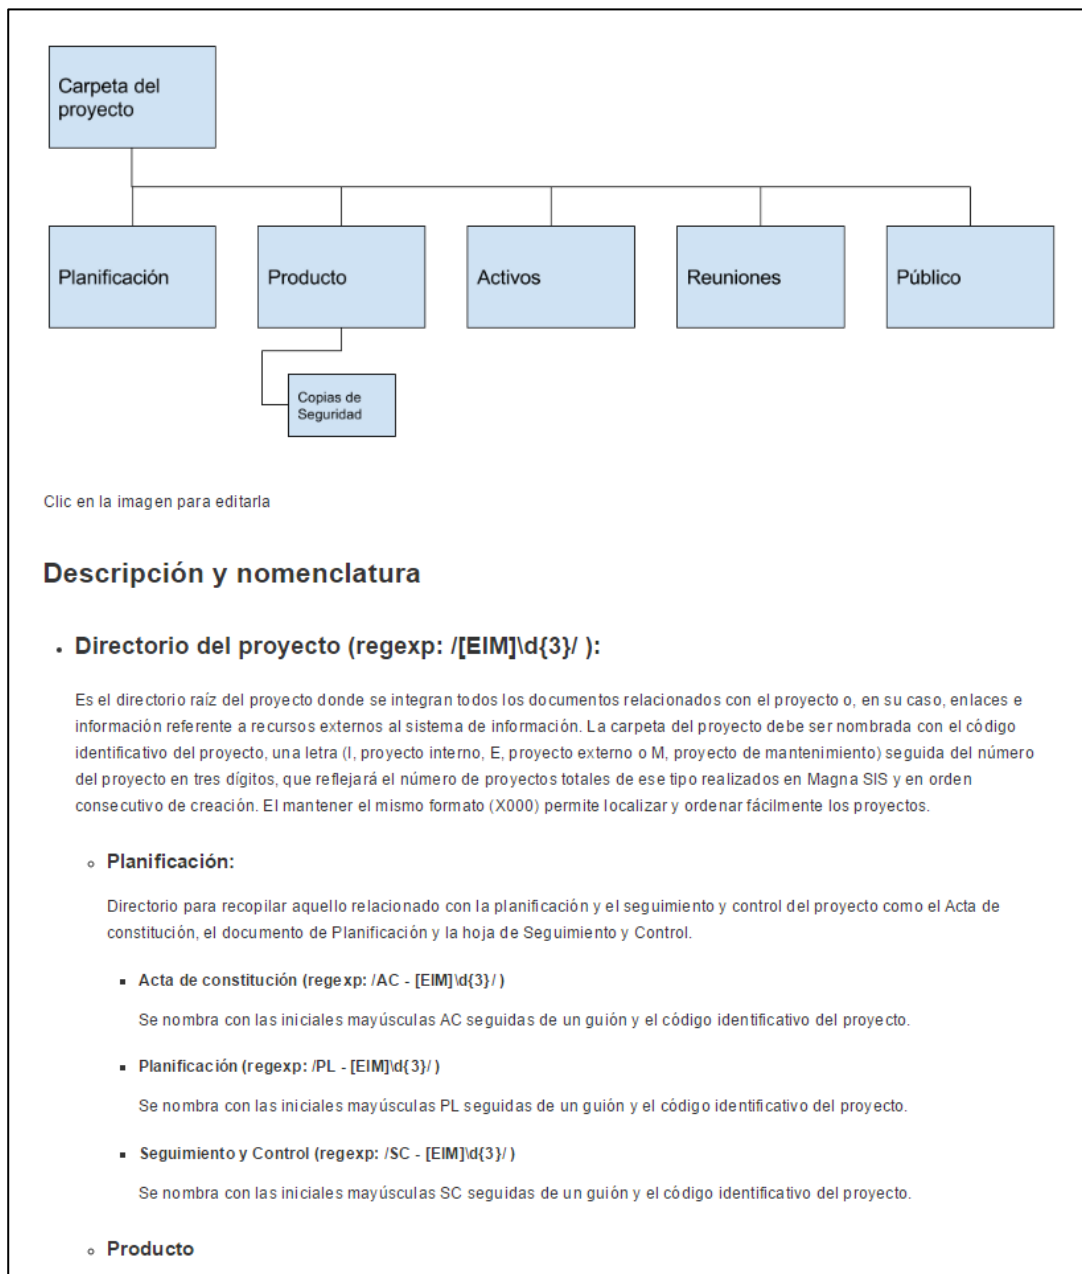 Carpeta del
proyecto
Planificación
Producto
Activos
Reuniones
Público
Copias de
Seguridad
Clic en la imagen para editarla
Descripción y nomenclatura
Directorio del proyecto (regexp: /[EIM]\d{3}/ ):
Es el directorio raíz del proyecto donde se integran todos los documentos relacionados con el proyecto o, en su caso, enlaces e
información referente a recursos externos al sistema de información. La carpeta del proyecto debe ser nombrada con el código
identificativo del proyecto, una letra (I, proyecto interno, E, proyecto externo o M, proyecto de mantenimiento) seguida del número
del proyecto en tres dígitos, que reflejará el número de proyectos totales de ese tipo realizados en Magna SIS y en orden
consecutivo de creación. El mantener el mismo formato (X000) permite localizar y ordenar fácilmente los proyectos.
Planificación:
Directorio para recopilar aquello relacionado con la planificación y el seguimiento y control del proyecto como el Acta de
constitución, el documento de Planificación y la hoja de Seguimiento y Control.
Acta de constitución (regexp: /AC - [EIM]\d{3}/ )
Se nombra con las iniciales mayúsculas AC seguidas de un guión y el código identificativo del proyecto.
Planificación (regexp: /PL - [EIM]\d{3}/ )
Se nombra con las iniciales mayúsculas PL seguidas de un guión y el código identificativo del proyecto.
Seguimiento y Control (regexp: /SC - [EIM]\d{3}/ )
Se nombra con las iniciales mayúsculas SC seguidas de un guión y el código identificativo del proyecto.
Producto